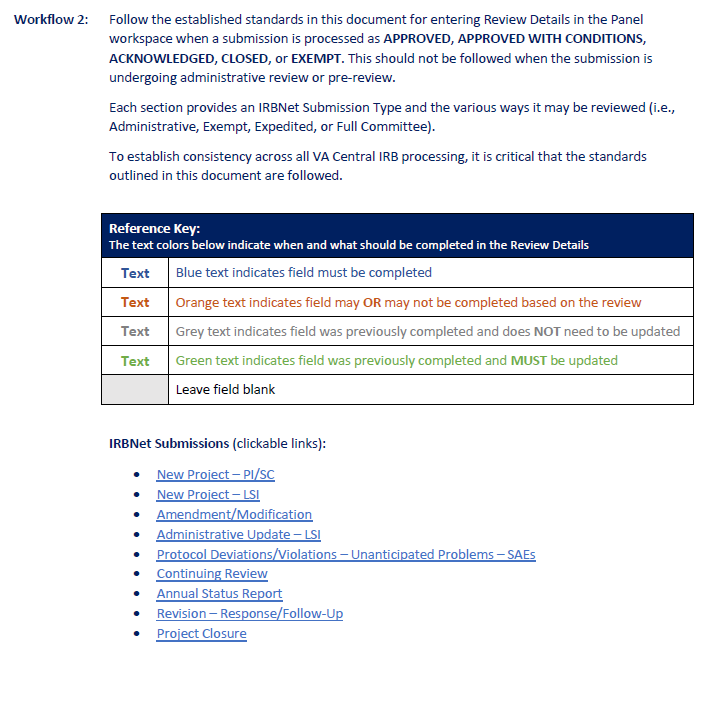 Workflow 2: Follow the established standards in this document for entering Review Details in the Panel
workspace when a submission is processed as APPROVED, APPROVED WITH CONDITIONS,
ACKNOWLEDGED, CLOSED, or EXEMPT. This should not be followed when the submission is
undergoing administrative review or pre-review.
Each section provides an IRBNet Submission Type and the various ways it may be reviewed (i.e.,
Administrative, Exempt, Expedited, or Full Committee).
To establish consistency across all VA Central IRB processing, it is critical that the standards
outlined in this document are followed.
Reference Key:
The text colors below indicate when and what should be completed in the Review Details
Text Blue text indicates field must be completed
Text Orange text indicates field may OR may not be completed based on the review
Text Grey text indicates field was previously completed and does NOT need to be updated
Text Green text indicates field was previously completed and MUST be updated
Leave field blank
IRBNet Submissions (clickable links):
• New Project – PI/SC
• New Project – LSI
• Amendment/Modification
• Administrative Update – LSI
• Protocol Deviations/Violations – Unanticipated Problems – SAEs
• Continuing Review
• Annual Status Report
• Revision – Response/Follow-Up
• Project Closure